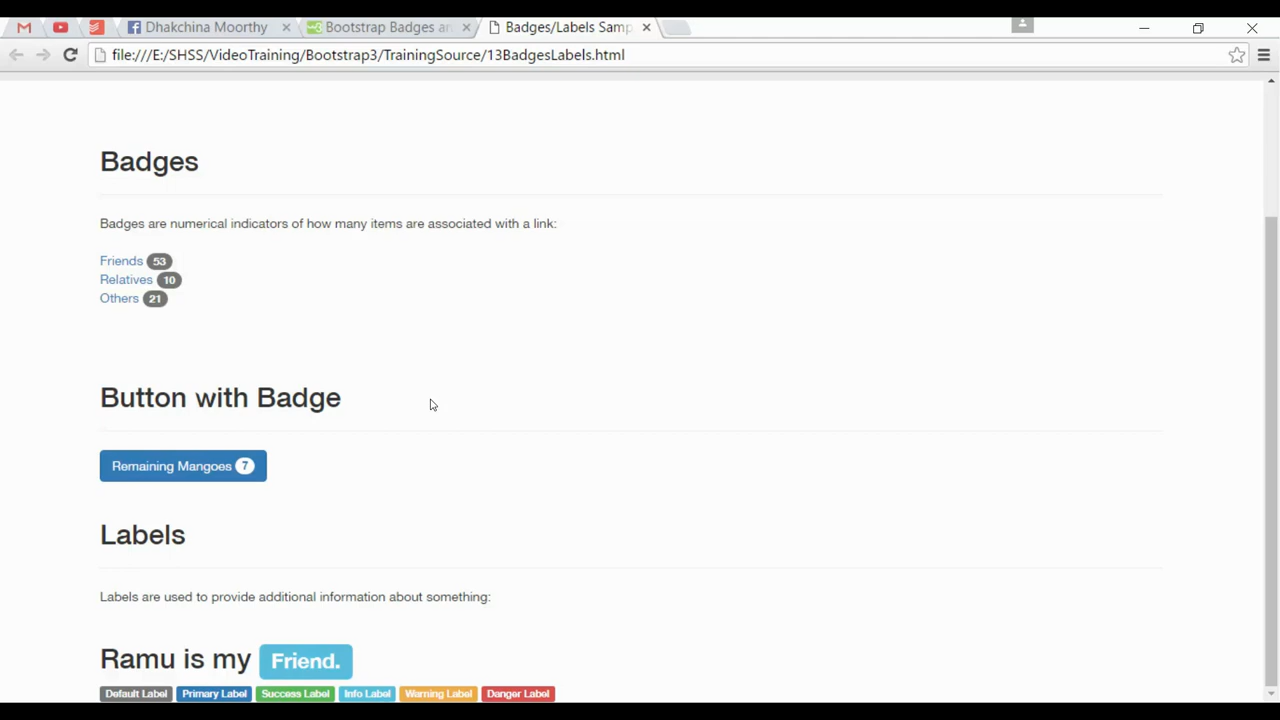 Dhakchina Moorthy
Bootstrap Badges an
Badges/Labels Samp
file:///E:/SHSS/VideoTraining/Bootstrap3/TrainingSource/13BadgesLabels.html
Badges
Badges are numerical indicators of how many items are associated with a link:
Friends 53
Relatives 10
Others 21
Button with Badge
Remaining Mangoes 7
Labels
Labels are used to provide additional information about something:
Ramu is my Friend.
Default Label Primary Label Success Label Info Label Warning Label Danger Label